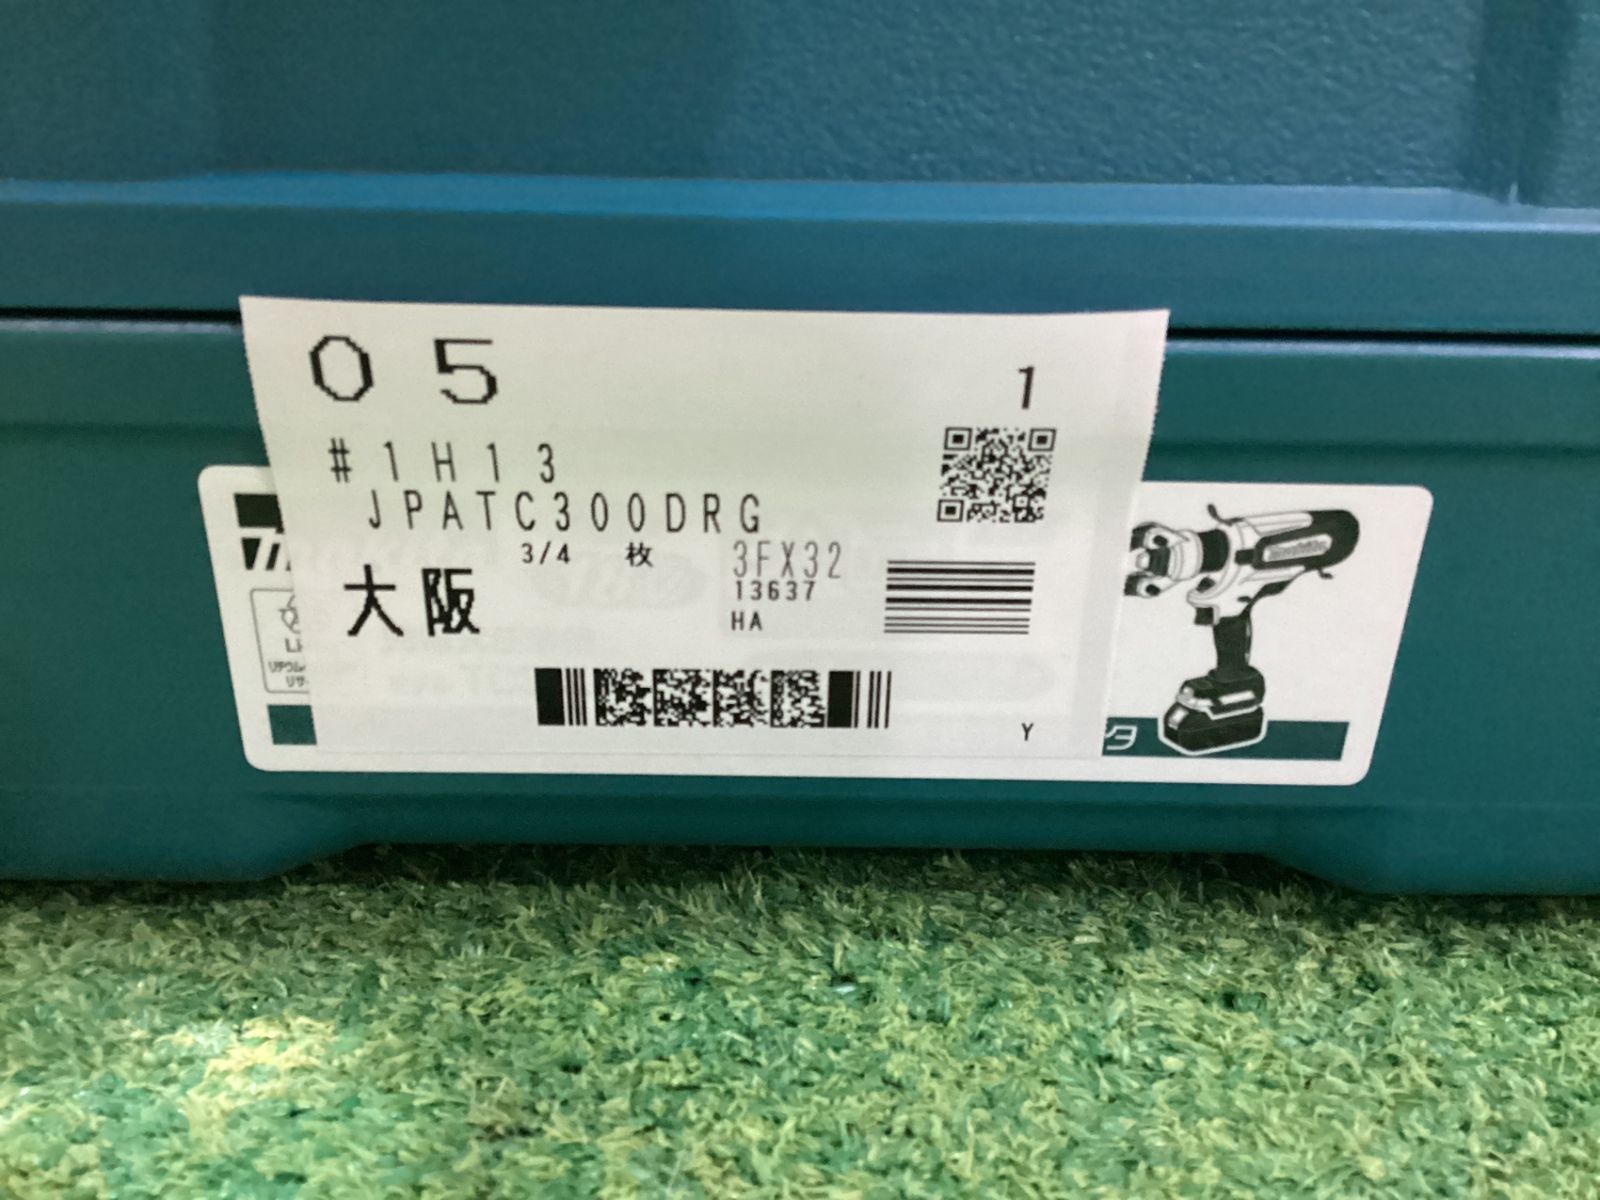 05
1
#1H13
JPATC300DRG
3/4 枚
3FX32
大阪
13637
HA
Y